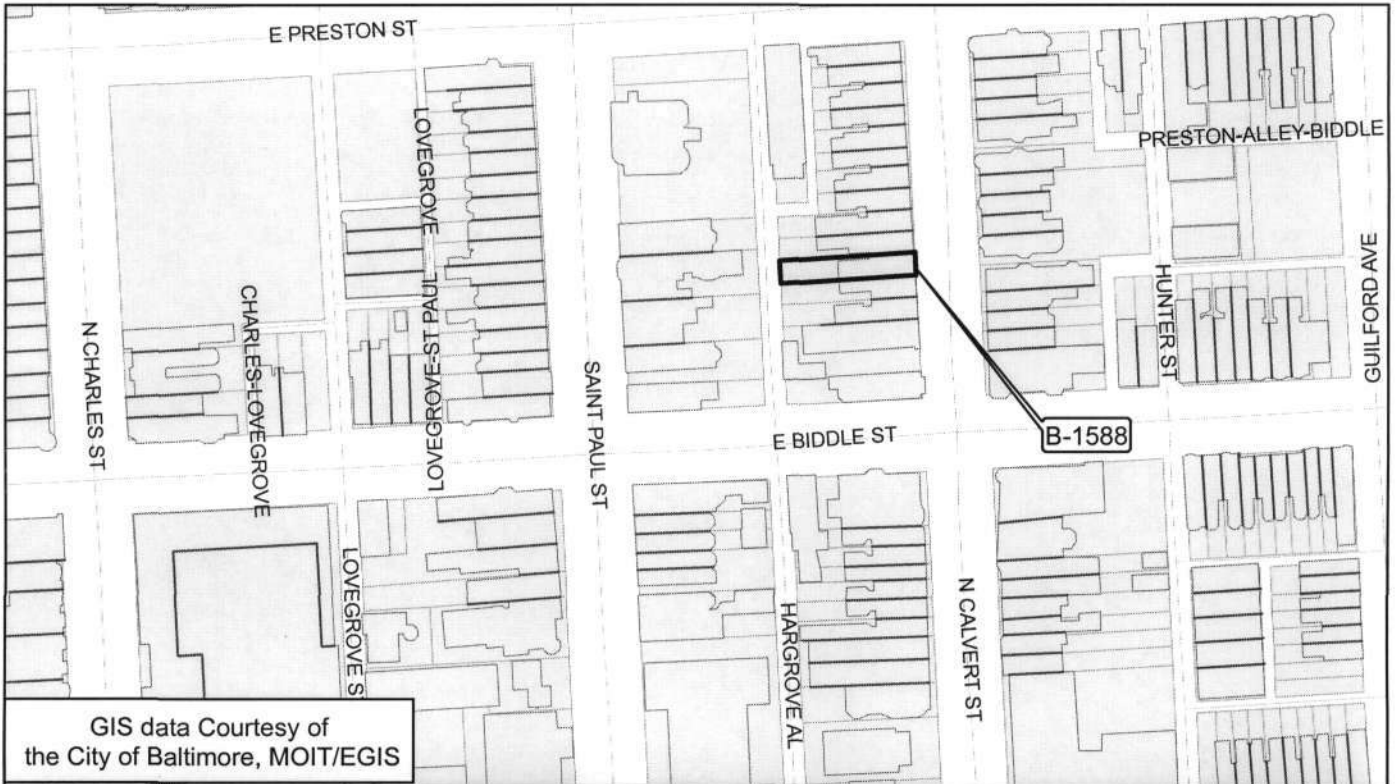 E PRESTON ST
PRESTON-ALLEY-BIDDLE
LOVEGROVE
LOVEGROVE-ST PAUL
CHARLES-LOVEGROVE
N CHARLES ST
SAINT PAUL ST
HUNTER ST
GUILFORD AVE
E BIDDLE ST
B-1588
LOVEGROVE ST
HARGROVE AL
N CALVERT ST
GIS data Courtesy of
the City of Baltimore, MOIT/EGIS